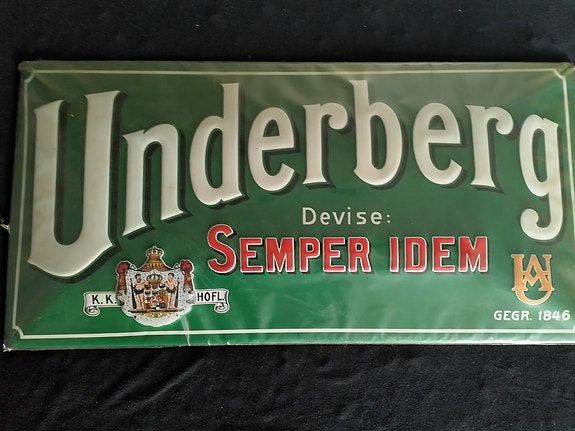 Underberg
Devise:
SEMPER IDEM
K.K. HOFL.
GEGR. 1846